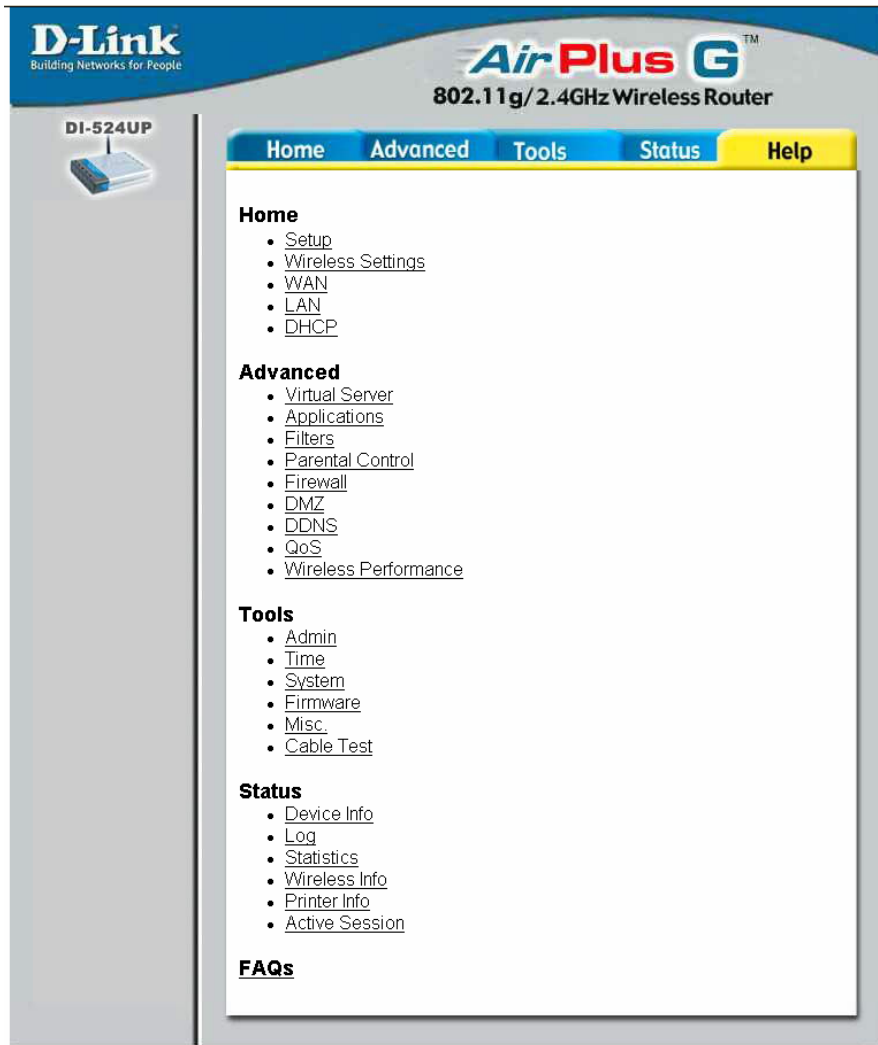 D-Link
Building Networks for People
Air Plus G TM
802.11g/2.4GHz Wireless Router
DI-524UP
Home Advanced Tools Status Help
Home
Setup
Wireless Settings
WAN
LAN
DHCP
Advanced
Virtual Server
Applications
Filters
Parental Control
Firewall
DMZ
DDNS
QoS
Wireless Performance
Tools
Admin
Time
System
Firmware
Misc.
Cable Test
Status
Device Info
Log
Statistics
Wireless Info
Printer Info
Active Session
FAQs